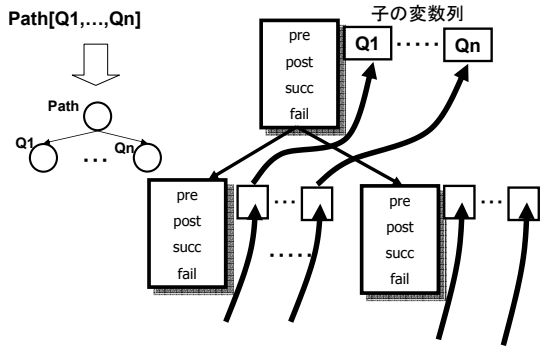 Path[Q1,…,Qn]
子の変数列
pre
post
succ
fail
Q1
‥‥‥
Qn
Path
Q1
…
Qn
pre
post
succ
fail
…
‥‥‥
pre
post
succ
fail
…